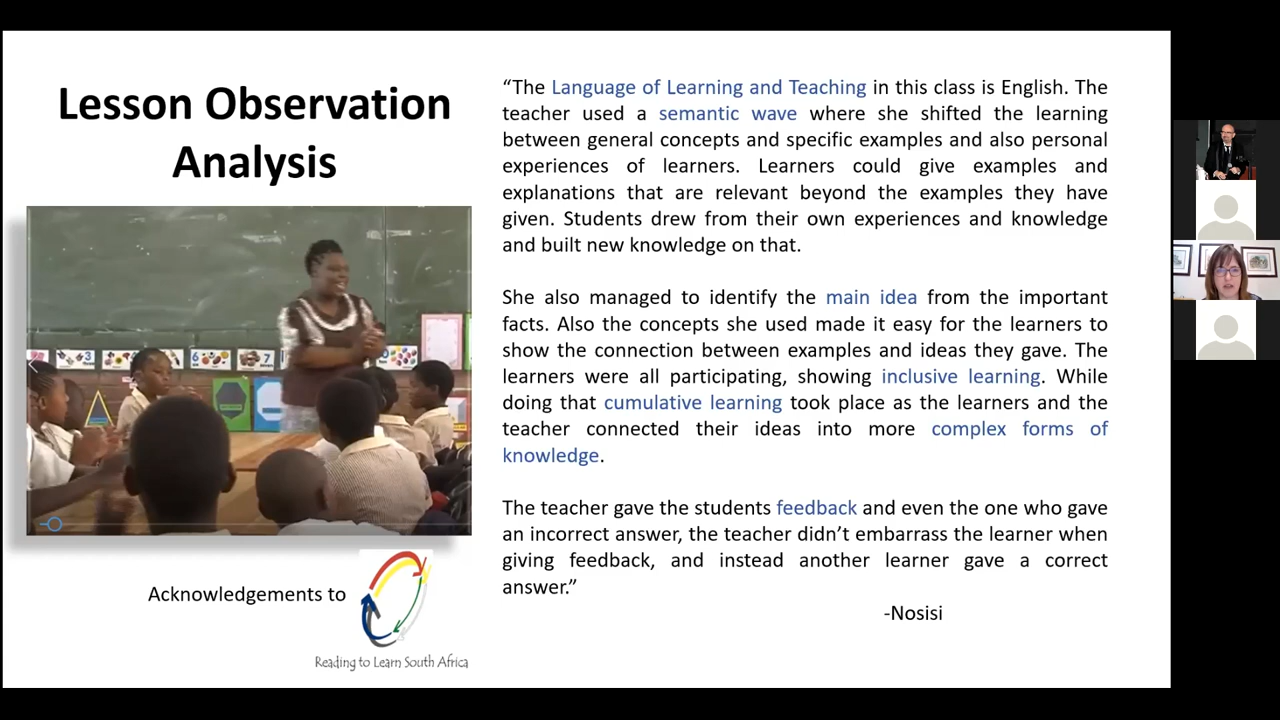 Lesson Observation
Analysis
“The Language of Learning and Teaching in this class is English. The
teacher used a semantic wave where she shifted the learning
between general concepts and specific examples and also personal
experiences of learners. Learners could give examples and
explanations that are relevant beyond the examples they have
given. Students drew from their own experiences and knowledge
and built new knowledge on that.
She also managed to identify the main idea from the important
facts. Also the concepts she used made it easy for the learners to
show the connection between examples and ideas they gave. The
learners were all participating, showing inclusive learning. While
doing that cumulative learning took place as the learners and the
teacher connected their ideas into more complex forms of
knowledge.
The teacher gave the students feedback and even the one who gave
an incorrect answer, the teacher didn’t embarrass the learner when
giving feedback, and instead another learner gave a correct
answer.”
-Nosisi
Acknowledgements to
Reading to Learn South Africa